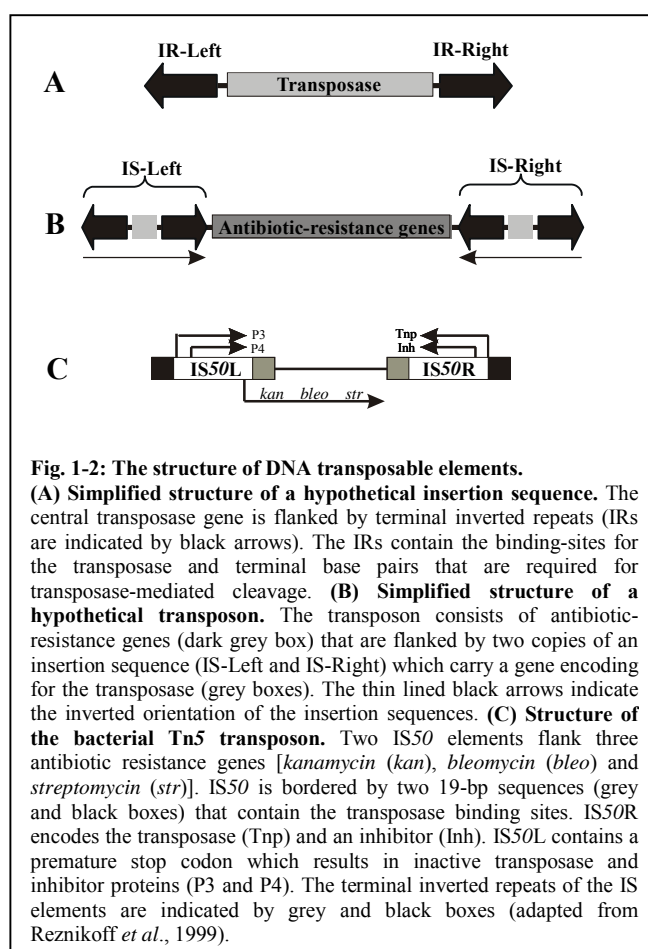 IR-Left IR-Right
A Transposase
IS-Left IS-Right
B Antibiotic-resistance genes
P3 Tnp
P4 Inh
C IS50L IS50R
kan bleo str
Fig. 1-2: The structure of DNA transposable elements.
(A) Simplified structure of a hypothetical insertion sequence. The
central transposase gene is flanked by terminal inverted repeats (IRs
are indicated by black arrows). The IRs contain the binding-sites for
the transposase and terminal base pairs that are required for
transposase-mediated cleavage. (B) Simplified structure of a
hypothetical transposon. The transposon consists of antibiotic-
resistance genes (dark grey box) that are flanked by two copies of an
insertion sequence (IS-Left and IS-Right) which carry a gene encoding
for the transposase (grey boxes). The thin lined black arrows indicate
the inverted orientation of the insertion sequences. (C) Structure of
the bacterial Tn5 transposon. Two IS50 elements flank three
antibiotic resistance genes [kanamycin (kan), bleomycin (bleo) and
streptomycin (str)]. IS50 is bordered by two 19-bp sequences (grey
and black boxes) that contain the transposase binding sites. IS50R
encodes the transposase (Tnp) and an inhibitor (Inh). IS50L contains a
premature stop codon which results in inactive transposase and
inhibitor proteins (P3 and P4). The terminal inverted repeats of the IS
elements are indicated by grey and black boxes (adapted from
Reznikoff et al., 1999).